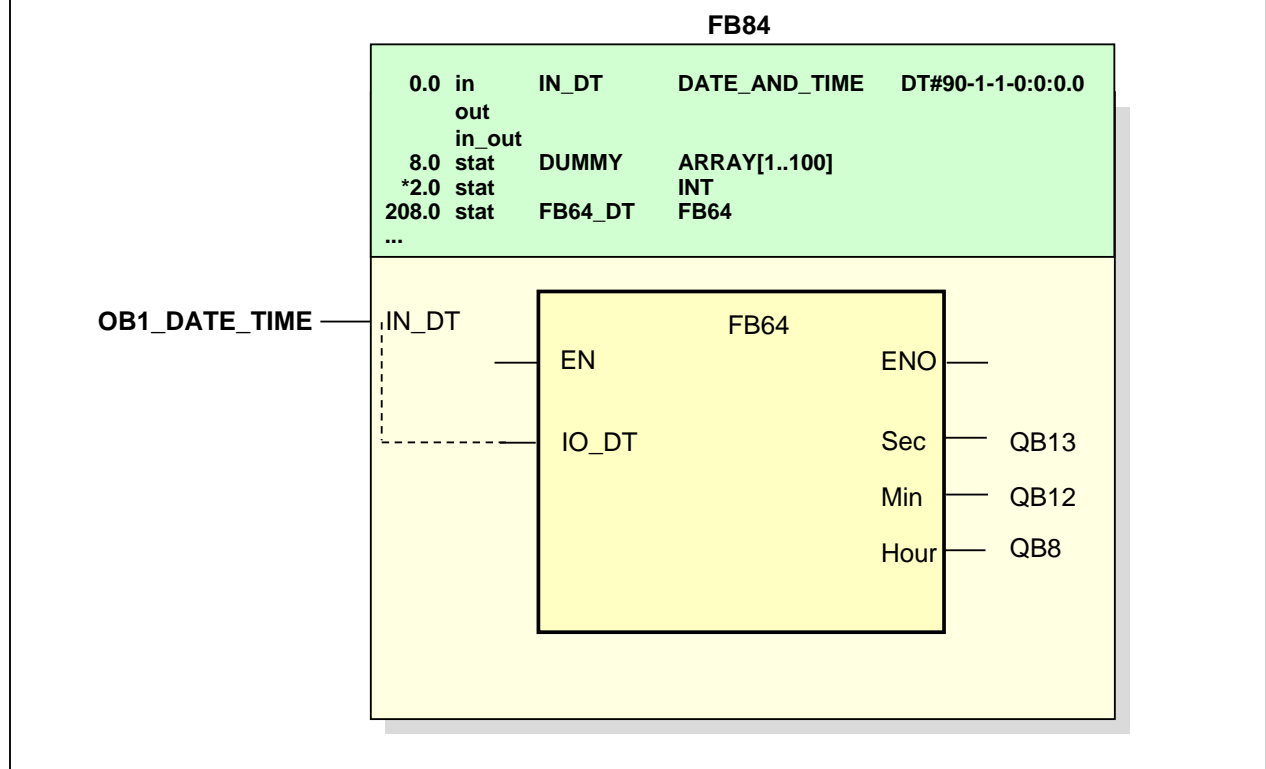 FB84
0.0 in IN_DT DATE_AND_TIME DT#90-1-1-0:0:0.0
out
in_out
8.0 stat DUMMY ARRAY[1..100]
*2.0 stat INT
208.0 stat FB64_DT FB64
...
OB1_DATE_TIME IN_DT FB64
EN ENO
IO_DT Sec QB13
Min QB12
Hour QB8